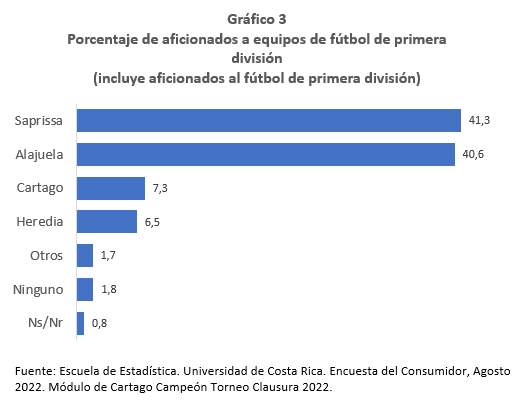 Gráfico 3
Porcentaje de aficionados a equipos de fútbol de primera
división
(incluye aficionados al fútbol de primera división)
Saprissa 41,3
Alajuela 40,6
Cartago 7,3
Heredia 6,5
Otros 1,7
Ninguno 1,8
Ns/Nr 0,8
Fuente: Escuela de Estadística. Universidad de Costa Rica. Encuesta del Consumidor, Agosto
2022. Módulo de Cartago Campeón Torneo Clausura 2022.